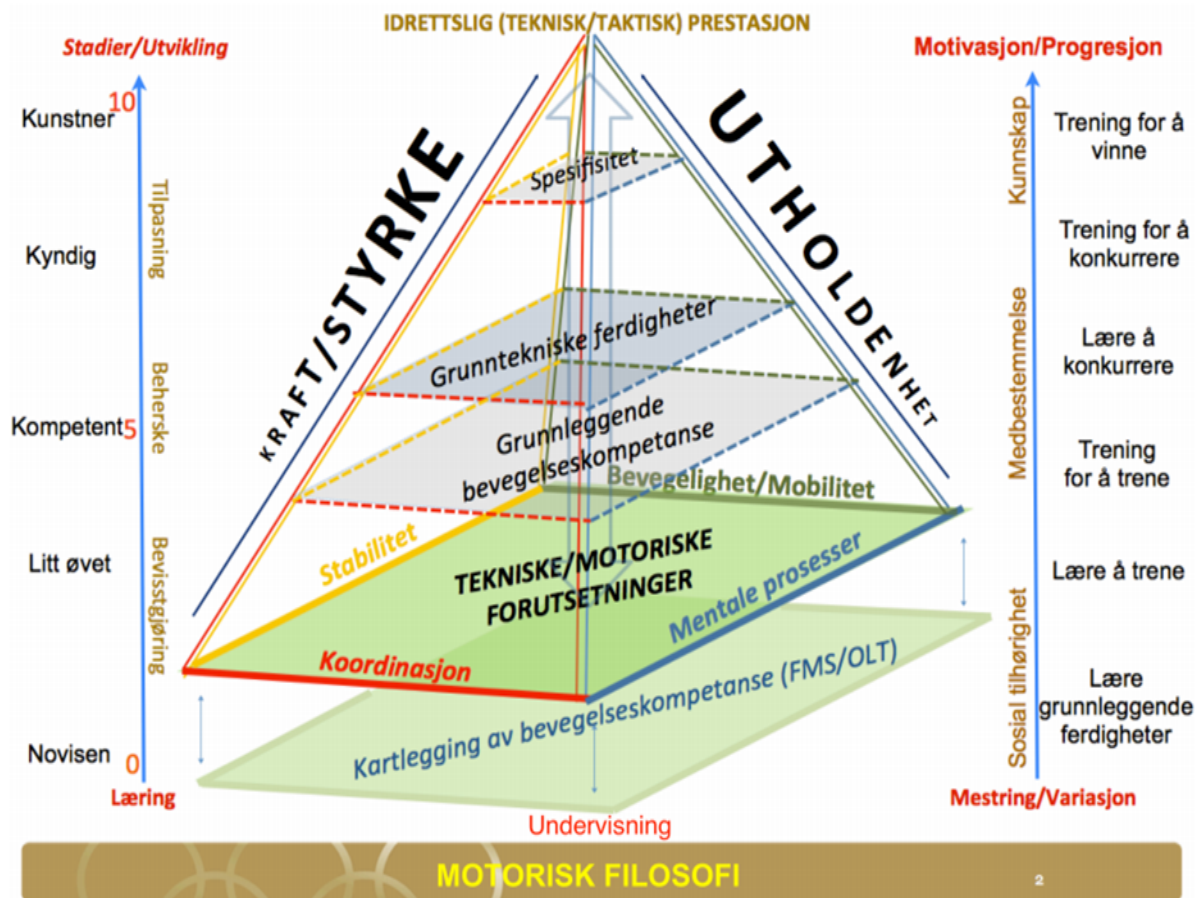 IDRETTSLIG (TEKNISK/TAKTISK) PRESTASJON
Stadier/Utvikling
10
Kunstner
Tilpasning
Kyndig
Beherske
Kompetent
5
Litt øvet
Bevisstgjøring
Novisen
0
Læring
KRAFT/STYRKE
UTHOLDENHET
Spesifisitet
Grunntekniske ferdigheter
Grunnleggende
bevegelseskompetanse
Bevegelighet/Mobilitet
Stabilitet
TEKNISKE/MOTORISKE
FORUTSETNINGER
Mentale prosesser
Koordinasjon
Kartlegging av bevegelseskompetanse (FMS/OLT)
Undervisning
Motivasjon/Progresjon
Kunnskap
Trening for å
vinne
Trening for å
konkurrere
Medbestemmelse
Lære å
konkurrere
Trening
for å trene
Lære å trene
Sosial tilhørighet
Lære
grunnleggende
ferdigheter
Mestring/Variasjon
MOTORISK FILOSOFI
2